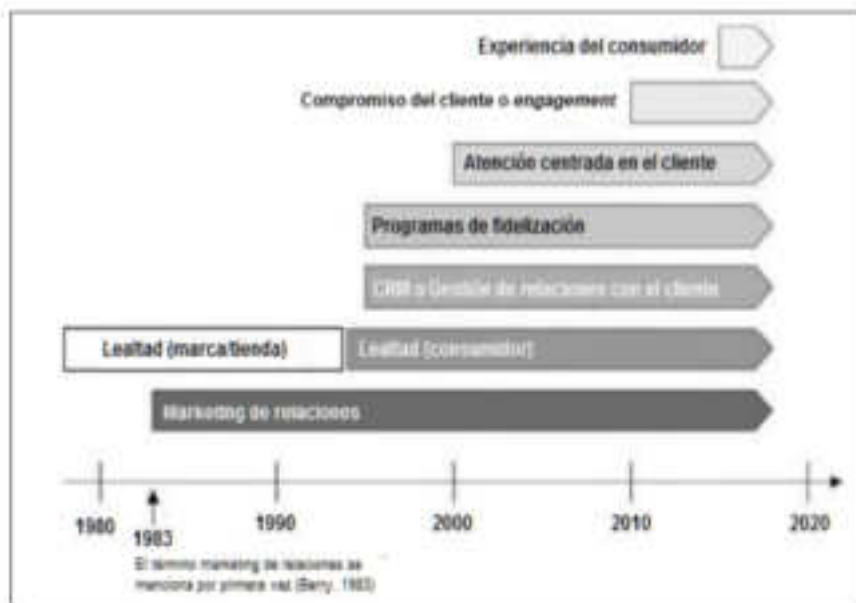 Experiencia del consumidor
Compromiso del cliente o engagement
Atención centrada en el cliente
Programas de fidelización
CRM o Gestión de relaciones con el cliente
Lealtad (marca/tienda)
Lealtad (consumidor)
Marketing de relaciones
1980
1983
1990
2000
2010
2020
El término marketing de relaciones se
menciona por primera vez (Berry, 1983)